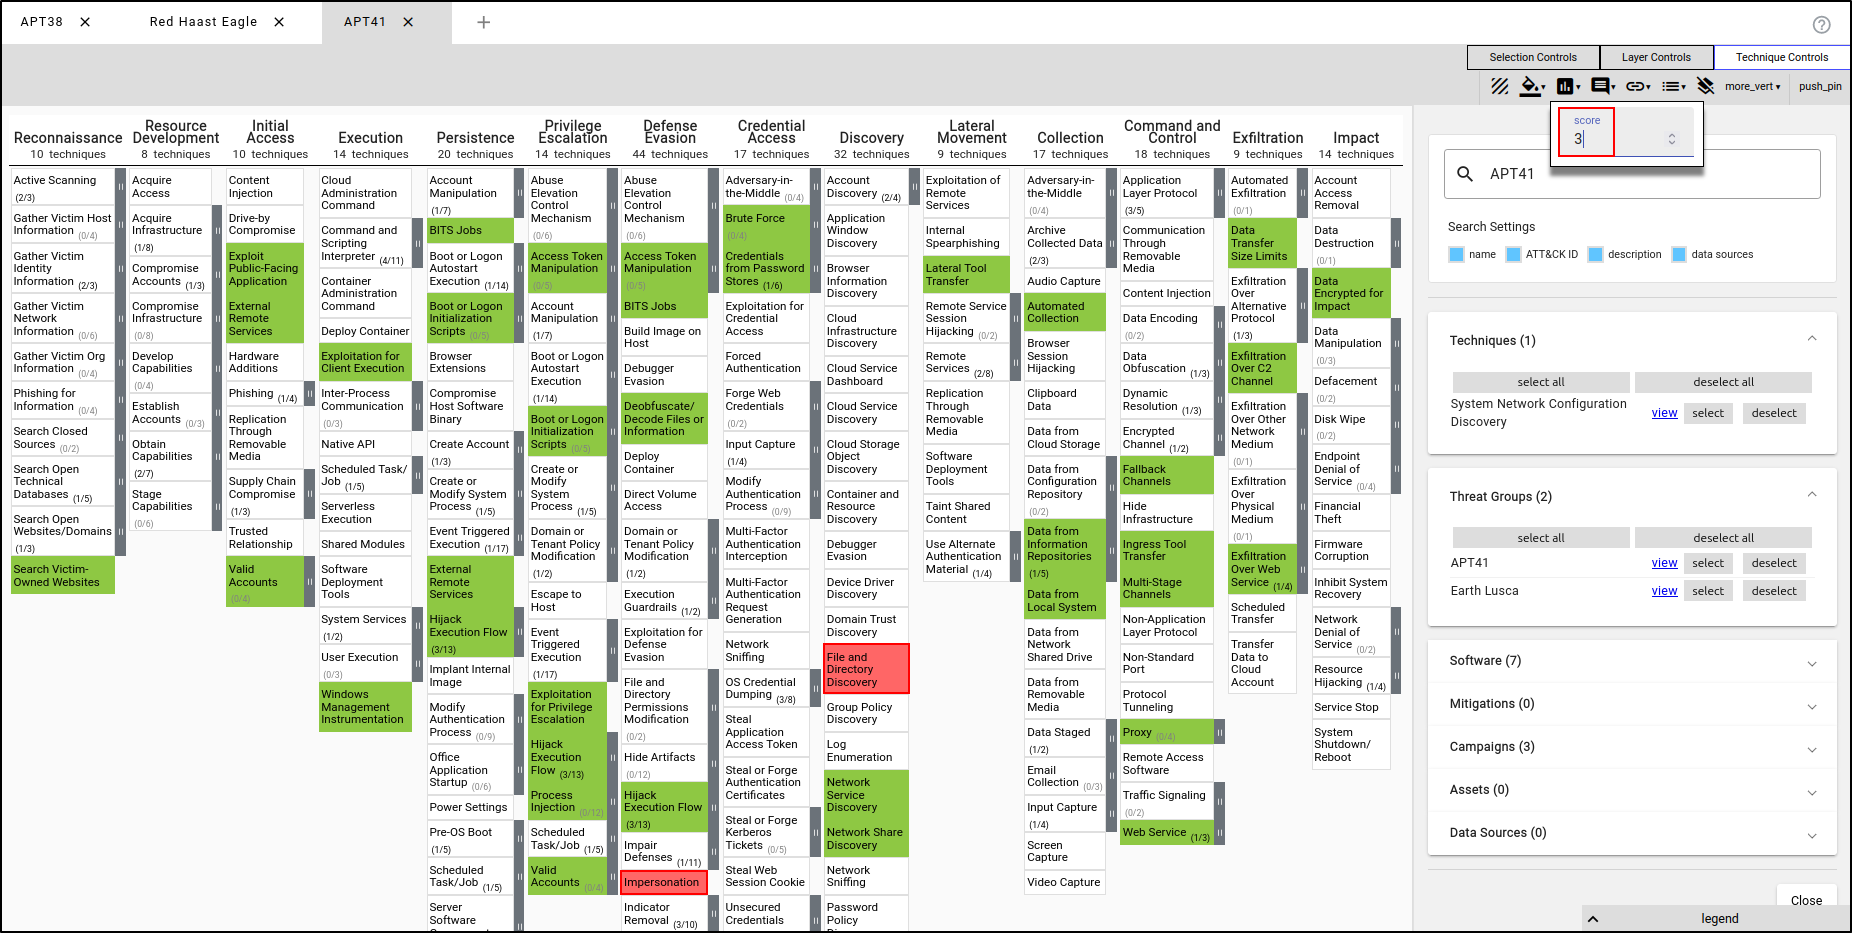 APT38
Red Haast Eagle
APT41
Selection Controls
Layer Controls
Technique Controls
more_vert
push_pin
score
3
APT41
Search Settings
name
ATT&CK ID
description
data sources
Techniques (1)
select all
deselect all
System Network Configuration
Discovery
view
select
deselect
Threat Groups (2)
select all
deselect all
APT41
view
select
deselect
Earth Lusca
view
select
deselect
Software (7)
Mitigations (0)
Campaigns (3)
Assets (0)
Data Sources (0)
Close
legend
Reconnaissance
10 techniques
Active Scanning
(2/3)
Gather Victim Host
Information (0/4)
Gather Victim
Identity
Information (2/3)
Gather Victim
Network
Information (0/6)
Gather Victim Org
Information (0/4)
Phishing for
Information (0/4)
Search Closed
Sources (0/2)
Search Open
Technical
Databases (1/5)
Search Open
Websites/Domains
(1/3)
Search Victim-
Owned Websites
Resource
Development
8 techniques
Acquire
Access
Acquire
Infrastructure
(1/8)
Compromise
Accounts (1/3)
Compromise
Infrastructure
(0/8)
Develop
Capabilities
(0/4)
Establish
Accounts (0/3)
Obtain
Capabilities
(2/7)
Stage
Capabilities
(0/6)
Initial
Access
10 techniques
Content
Injection
Drive-by
Compromise
Exploit
Public-Facing
Application
External
Remote
Services
Hardware
Additions
Phishing (1/4)
Replication
Through
Removable
Media
Supply Chain
Compromise
(1/3)
Trusted
Relationship
Valid
Accounts
(0/4)
Execution
14 techniques
Cloud
Administration
Command
Command and
Scripting
Interpreter (4/11)
Container
Administration
Command
Deploy Container
Exploitation for
Client Execution
Inter-Process
Communication
(0/3)
Native API
Scheduled Task/
Job (1/5)
Serverless
Execution
Shared Modules
Software
Deployment
Tools
System Services
(1/2)
User Execution
(0/3)
Windows
Management
Instrumentation
Persistence
20 techniques
Account
Manipulation
(1/7)
BITS Jobs
Boot or Logon
Autostart
Execution (1/14)
Boot or Logon
Initialization
Scripts (0/5)
Browser
Extensions
Compromise
Host Software
Binary
Create Account
(1/3)
Create or
Modify System
Process (1/5)
Event Triggered
Execution (1/17)
External
Remote
Services
Hijack
Execution Flow
(3/13)
Implant Internal
Image
Modify
Authentication
Process (0/9)
Office
Application
Startup (0/6)
Power Settings
Pre-OS Boot
(1/5)
Scheduled
Task/Job (1/5)
Server
Software
Privilege
Escalation
14 techniques
Abuse
Elevation
Control
Mechanism
(0/6)
Access Token
Manipulation
(0/5)
Account
Manipulation
(1/7)
Boot or Logon
Autostart
Execution
(1/14)
Boot or Logon
Initialization
Scripts (0/5)
Create or
Modify
System
Process (1/5)
Domain or
Tenant Policy
Modification
(1/2)
Escape to
Host
Event
Triggered
Execution
(1/17)
Exploitation
for Privilege
Escalation
Hijack
Execution
Flow (3/13)
Process
Injection (0/12)
Scheduled
Task/Job (1/5)
Valid
Accounts (0/4)
Defense
Evasion
44 techniques
Abuse
Elevation
Control
Mechanism
(0/6)
Access Token
Manipulation
(0/5)
BITS Jobs
Build Image on
Host
Debugger
Evasion
Deobfuscate/
Decode Files or
Information
Deploy
Container
Direct Volume
Access
Domain or
Tenant Policy
Modification
(1/2)
Execution
Guardrails (1/2)
Exploitation for
Defense
Evasion
File and
Directory
Permissions
Modification
(0/2)
Hide Artifacts
(0/12)
Hijack
Execution Flow
(3/13)
Impair
Defenses (1/11)
Impersonation
Indicator
Removal (3/10)
Credential
Access
17 techniques
Adversary-in-
the-Middle (0/4)
Brute Force
(0/4)
Credentials
from Password
Stores (1/6)
Exploitation for
Credential
Access
Forced
Authentication
Forge Web
Credentials
(0/2)
Input Capture
(1/4)
Modify
Authentication
Process (0/9)
Multi-Factor
Authentication
Interception
Multi-Factor
Authentication
Request
Generation
Network
Sniffing
OS Credential
Dumping (3/8)
Steal
Application
Access Token
Steal or Forge
Authentication
Certificates
Steal or Forge
Kerberos
Tickets (0/5)
Steal Web
Session Cookie
Unsecured
Credentials
Discovery
32 techniques
Account
Discovery (2/4)
Application
Window
Discovery
Browser
Information
Discovery
Cloud
Infrastructure
Discovery
Cloud Service
Dashboard
Cloud Service
Discovery
Cloud Storage
Object
Discovery
Container and
Resource
Discovery
Debugger
Evasion
Device Driver
Discovery
Domain Trust
Discovery
File and
Directory
Discovery
Group Policy
Discovery
Log
Enumeration
Network
Service
Discovery
Network Share
Discovery
Network
Sniffing
Password
Policy
Lateral
Movement
9 techniques
Exploitation of
Remote
Services
Internal
Spearphishing
Lateral Tool
Transfer
Remote Service
Session
Hijacking (0/2)
Remote
Services (2/8)
Replication
Through
Removable
Media
Software
Deployment
Tools
Taint Shared
Content
Use Alternate
Authentication
Material (1/4)
Collection
17 techniques
Adversary-in-
the-Middle
(0/4)
Archive
Collected Data
(2/3)
Audio Capture
Automated
Collection
Browser
Session
Hijacking
Clipboard
Data
Data from
Cloud Storage
Data from
Configuration
Repository
(0/2)
Data from
Information
Repositories
(1/5)
Data from
Local System
Data from
Network
Shared Drive
Data from
Removable
Media
Data Staged
(1/2)
Email
Collection (0/3)
Input Capture
(1/4)
Screen
Capture
Video Capture
Command and
Control
18 techniques
Application
Layer Protocol
(3/5)
Communication
Through
Removable
Media
Content Injection
Data Encoding
(0/2)
Data
Obfuscation (1/3)
Dynamic
Resolution (1/3)
Encrypted
Channel (1/2)
Fallback
Channels
Hide
Infrastructure
Ingress Tool
Transfer
Multi-Stage
Channels
Non-Application
Layer Protocol
Non-Standard
Port
Protocol
Tunneling
Proxy (0/4)
Remote Access
Software
Traffic Signaling
(0/2)
Web Service (1/3)
Exfiltration
9 techniques
Automated
Exfiltration
(0/1)
Data
Transfer
Size Limits
Exfiltration
Over
Alternative
Protocol
(1/3)
Exfiltration
Over C2
Channel
Exfiltration
Over Other
Network
Medium
(0/1)
Exfiltration
Over
Physical
Medium
(0/1)
Exfiltration
Over Web
Service (1/4)
Scheduled
Transfer
Transfer
Data to
Cloud
Account
Impact
14 techniques
Account
Access
Removal
Data
Destruction
(0/1)
Data
Encrypted for
Impact
Data
Manipulation
(0/3)
Defacement
(0/2)
Disk Wipe
(0/2)
Endpoint
Denial of
Service (0/4)
Financial
Theft
Firmware
Corruption
Inhibit System
Recovery
Network
Denial of
Service (0/2)
Resource
Hijacking (1/4)
Service Stop
System
Shutdown/
Reboot